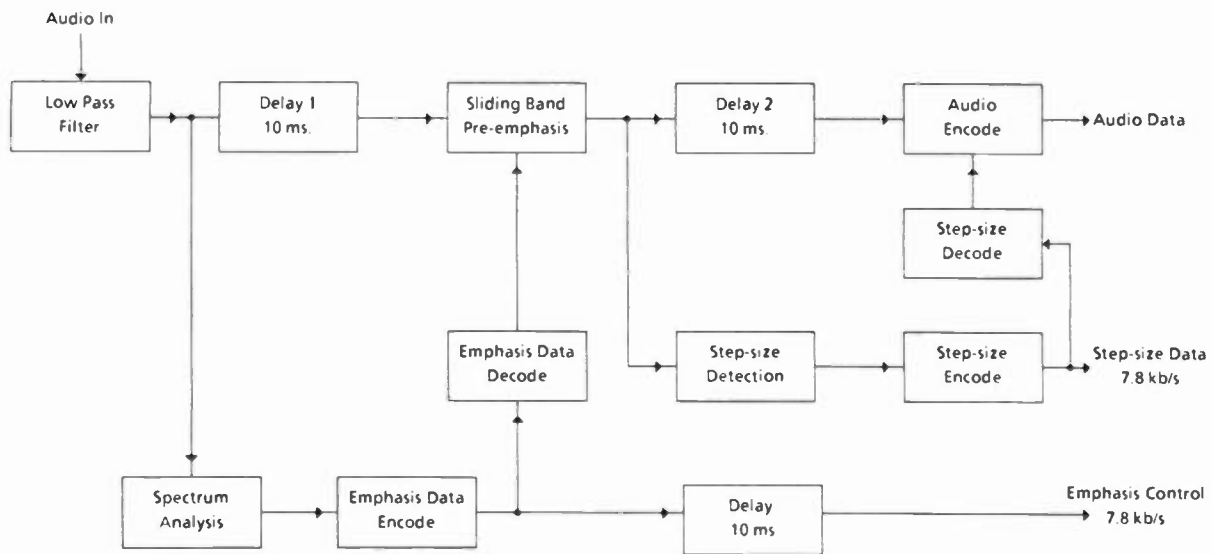 Audio In
Low Pass
Filter
Delay 1
10 ms.
Sliding Band
Pre-emphasis
Delay 2
10 ms.
Audio
Encode
Audio Data
Step-size
Decode
Emphasis Data
Decode
Step-size
Detection
Step-size
Encode
Step-size Data
7.8 kb/s
Spectrum
Analysis
Emphasis Data
Encode
Delay
10 ms
Emphasis Control
7.8 kb/s